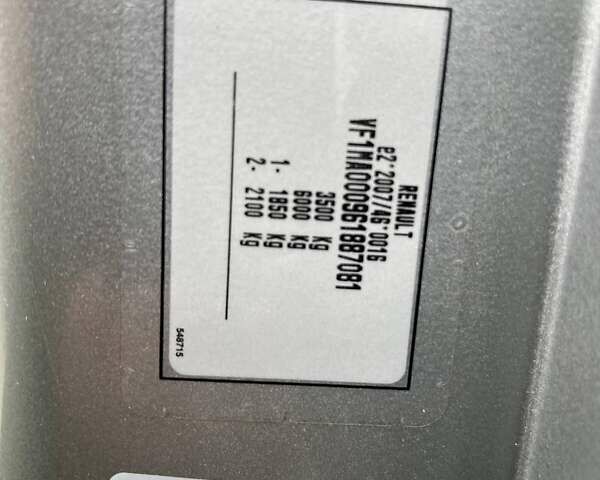 RENAULT
e2*2007/46*0016
VF1MA000961887081
3500 Kg
6000 Kg
1- 1850 Kg
2- 2100 Kg
548715